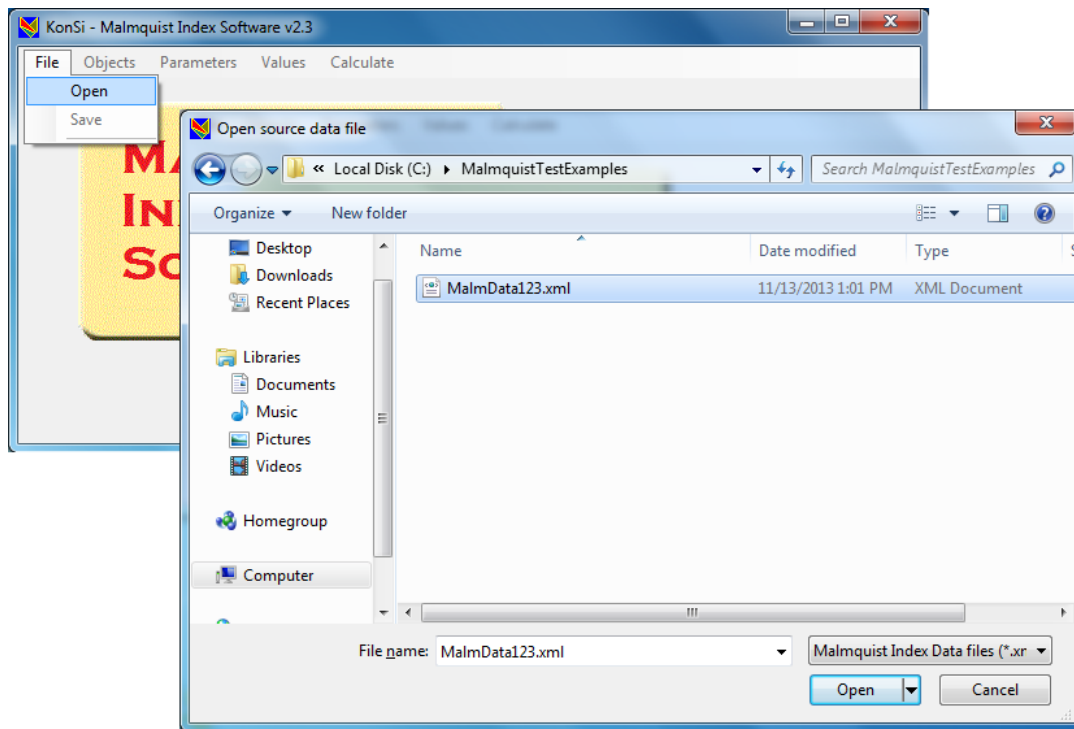 KonSi - Malmquist Index Software v2.3
File Objects Parameters Values Calculate
Open
Save
Open source data file
« Local Disk (C:) MalmquistTestExamples
Search MalmquistTestExamples
Organize New folder
Name Date modified Type
MalmData123.xml 11/13/2013 1:01 PM XML Document
Desktop
Downloads
Recent Places
Libraries
Documents
Music
Pictures
Videos
Homegroup
Computer
File name: MalmData123.xml
Malmquist Index Data files (*.xr
Open Cancel